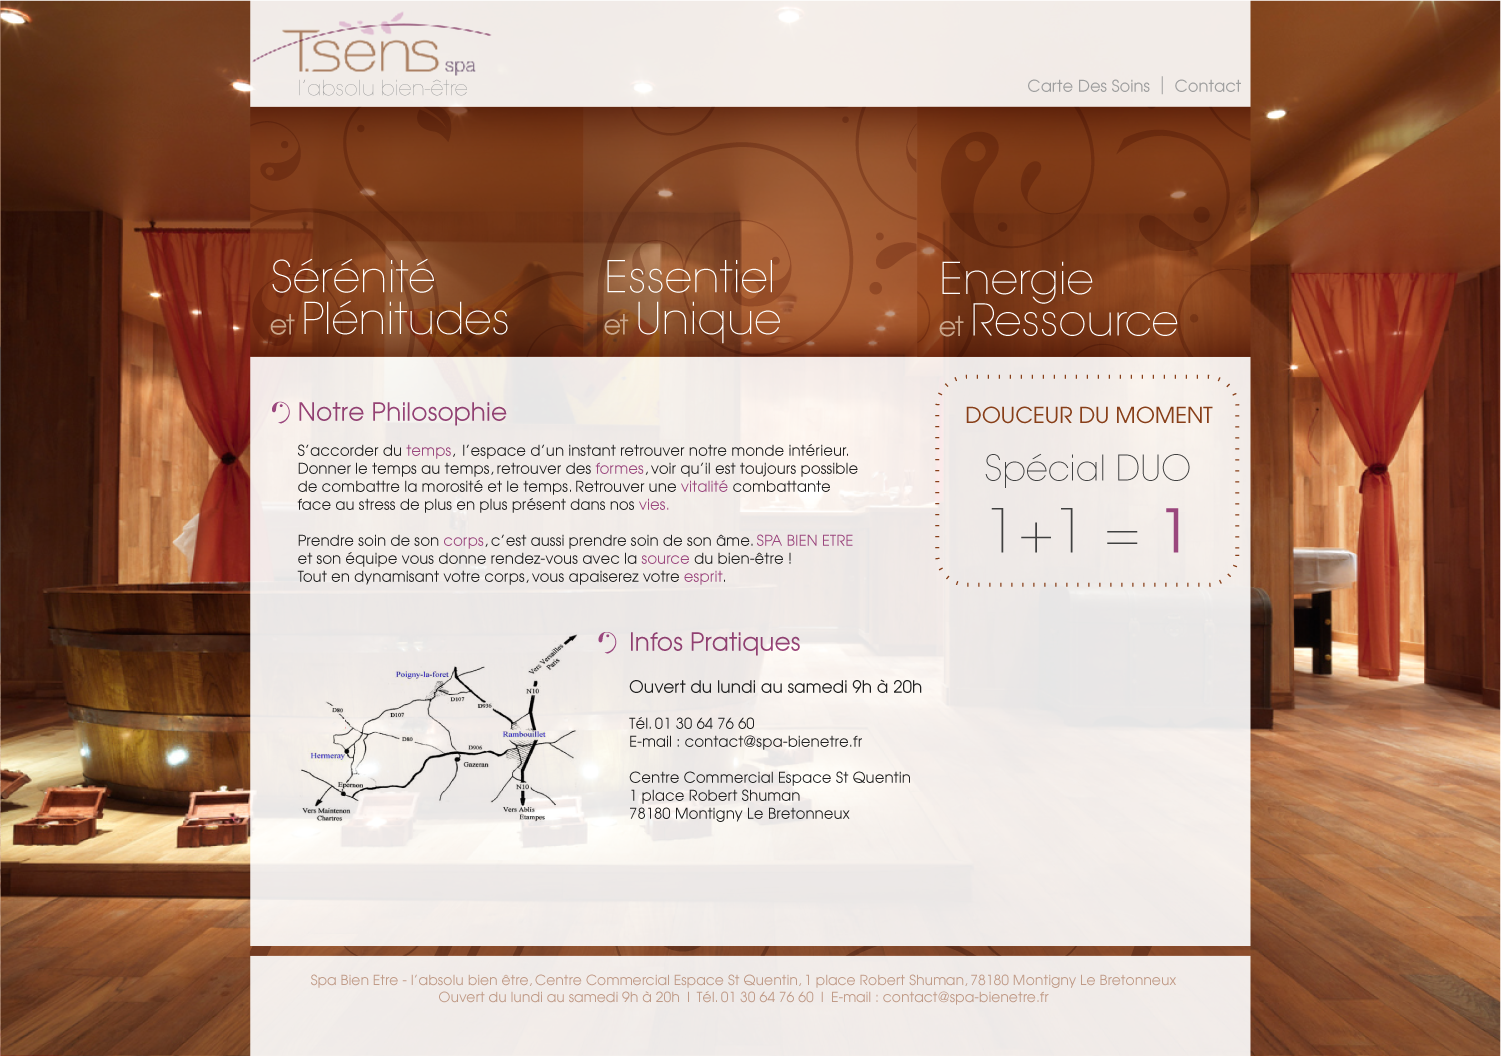 T.sens spa
l'absolu bien-être
Carte Des Soins | Contact
Sérénité
et Plénitudes
Essentiel
et Unique
Energie
et Ressource
Notre Philosophie
S'accorder du temps, l'espace d'un instant retrouver notre monde intérieur.
Donner le temps au temps, retrouver des formes, voir qu'il est toujours possible
de combattre la morosité et le temps. Retrouver une vitalité combattante
face au stress de plus en plus présent dans nos vies.
Prendre soin de son corps, c'est aussi prendre soin de son âme. SPA BIEN ETRE
et son équipe vous donne rendez-vous avec la source du bien-être !
Tout en dynamisant votre corps, vous apaiserez votre esprit.
DOUCEUR DU MOMENT
Spécial DUO
1+1 = 1
Vers Versailles
Paris
Poigny-la-foret
N10
D107
D936
D80
D107
Rambouillet
D80
D906
Hermeray
Gazeran
Epernon
N10
Vers Maintenon
Chartres
Vers Ablis
Etampes
Infos Pratiques
Ouvert du lundi au samedi 9h à 20h
Tél. 01 30 64 76 60
E-mail : contact@spa-bienetre.fr
Centre Commercial Espace St Quentin
1 place Robert Shuman
78180 Montigny Le Bretonneux
Spa Bien Etre - l'absolu bien être, Centre Commercial Espace St Quentin, 1 place Robert Shuman, 78180 Montigny Le Bretonneux
Ouvert du lundi au samedi 9h à 20h | Tél. 01 30 64 76 60 | E-mail : contact@spa-bienetre.fr